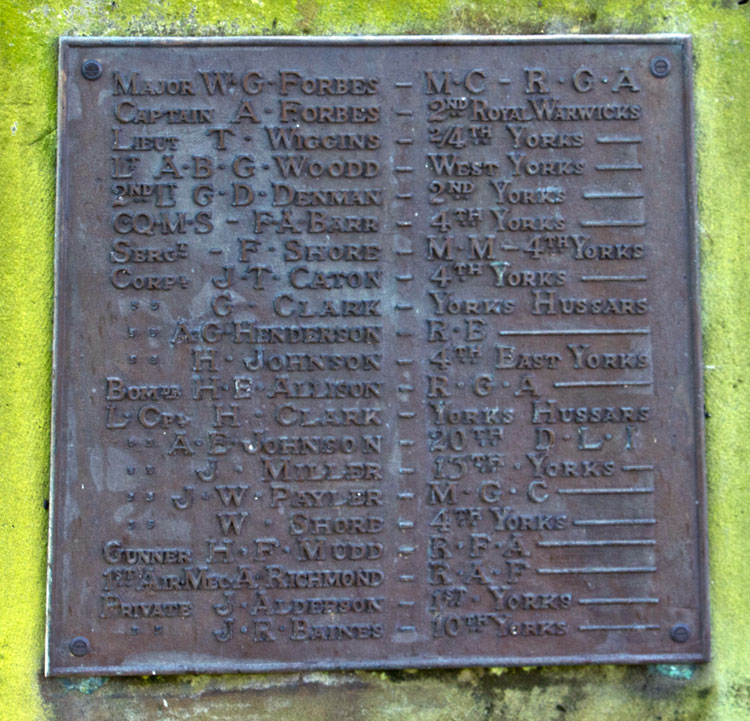 MAJOR W·G·FORBES – M·C – R·G·A
CAPTAIN A·FORBES – 2ND ROYAL WARWICKS
LIEUT T·WIGGINS – 2/4TH YORKS
LT A·B·G·WOODD – WEST YORKS
2ND LT G·D·DENMAN – 2ND YORKS
CQ·M·S – F·A·BARR – 4TH YORKS
SERGT – F·SHORE – M·M – 4TH YORKS
CORPL J·T·CATON – 4TH YORKS
" G·CLARK – YORKS HUSSARS
" A·G·HENDERSON – R·E
" H·JOHNSON – 4TH EAST YORKS
BOMDR H·E·ALLISON – R·G·A
L·CPL H·CLARK – YORKS HUSSARS
" A·E·JOHNSON – 20TH D·L·I
" J·MILLER – 15TH·YORKS
" J·W·PAYLER – M·G·C
" W·SHORE – 4TH YORKS
GUNNER H·F·MUDD – R·F·A
1ST AIR·MEC·A·RICHMOND – R·A·F
PRIVATE J·ALDERSON – 1ST·YORKS
" J·R·BAINES – 10TH YORKS